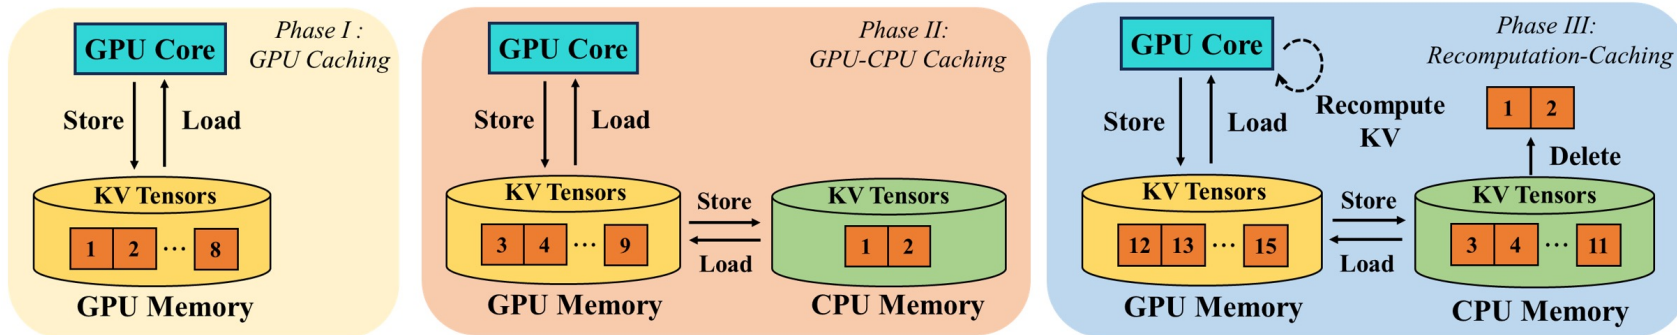 GPU Core
Phase I :
GPU Caching
Store
Load
KV Tensors
1 2 ··· 8
GPU Memory
GPU Core
Phase II:
GPU-CPU Caching
Store
Load
KV Tensors
3 4 ··· 9
GPU Memory
Store
Load
KV Tensors
1 2
CPU Memory
GPU Core
Phase III:
Recomputation-Caching
Recompute
KV
Store
Load
1 2
Delete
KV Tensors
12 13 ··· 15
GPU Memory
Store
Load
KV Tensors
3 4 ··· 11
CPU Memory